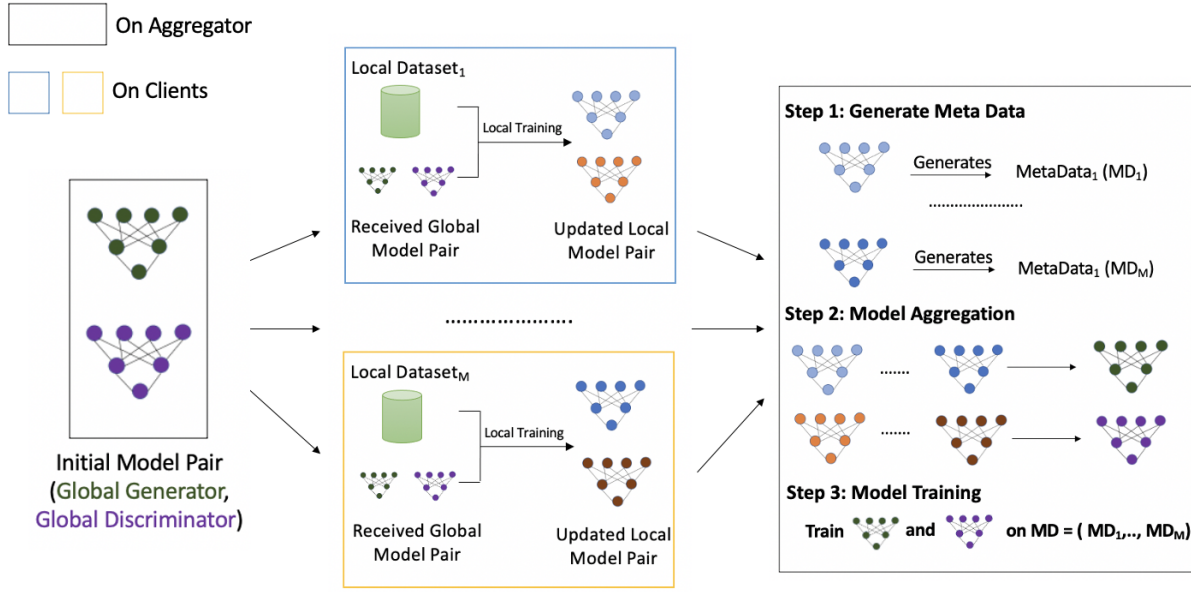 On Aggregator
On Clients
Initial Model Pair
(Global Generator,
Global Discriminator)
Local Dataset1
Local Training
Received Global
Model Pair
Updated Local
Model Pair
.......................
Local DatasetM
Local Training
Received Global
Model Pair
Updated Local
Model Pair
Step 1: Generate Meta Data
Generates
MetaData1 (MD1)
.......................
Generates
MetaData1 (MDM)
Step 2: Model Aggregation
.......
.......
Step 3: Model Training
Train and on MD = ( MD1,.., MDM)